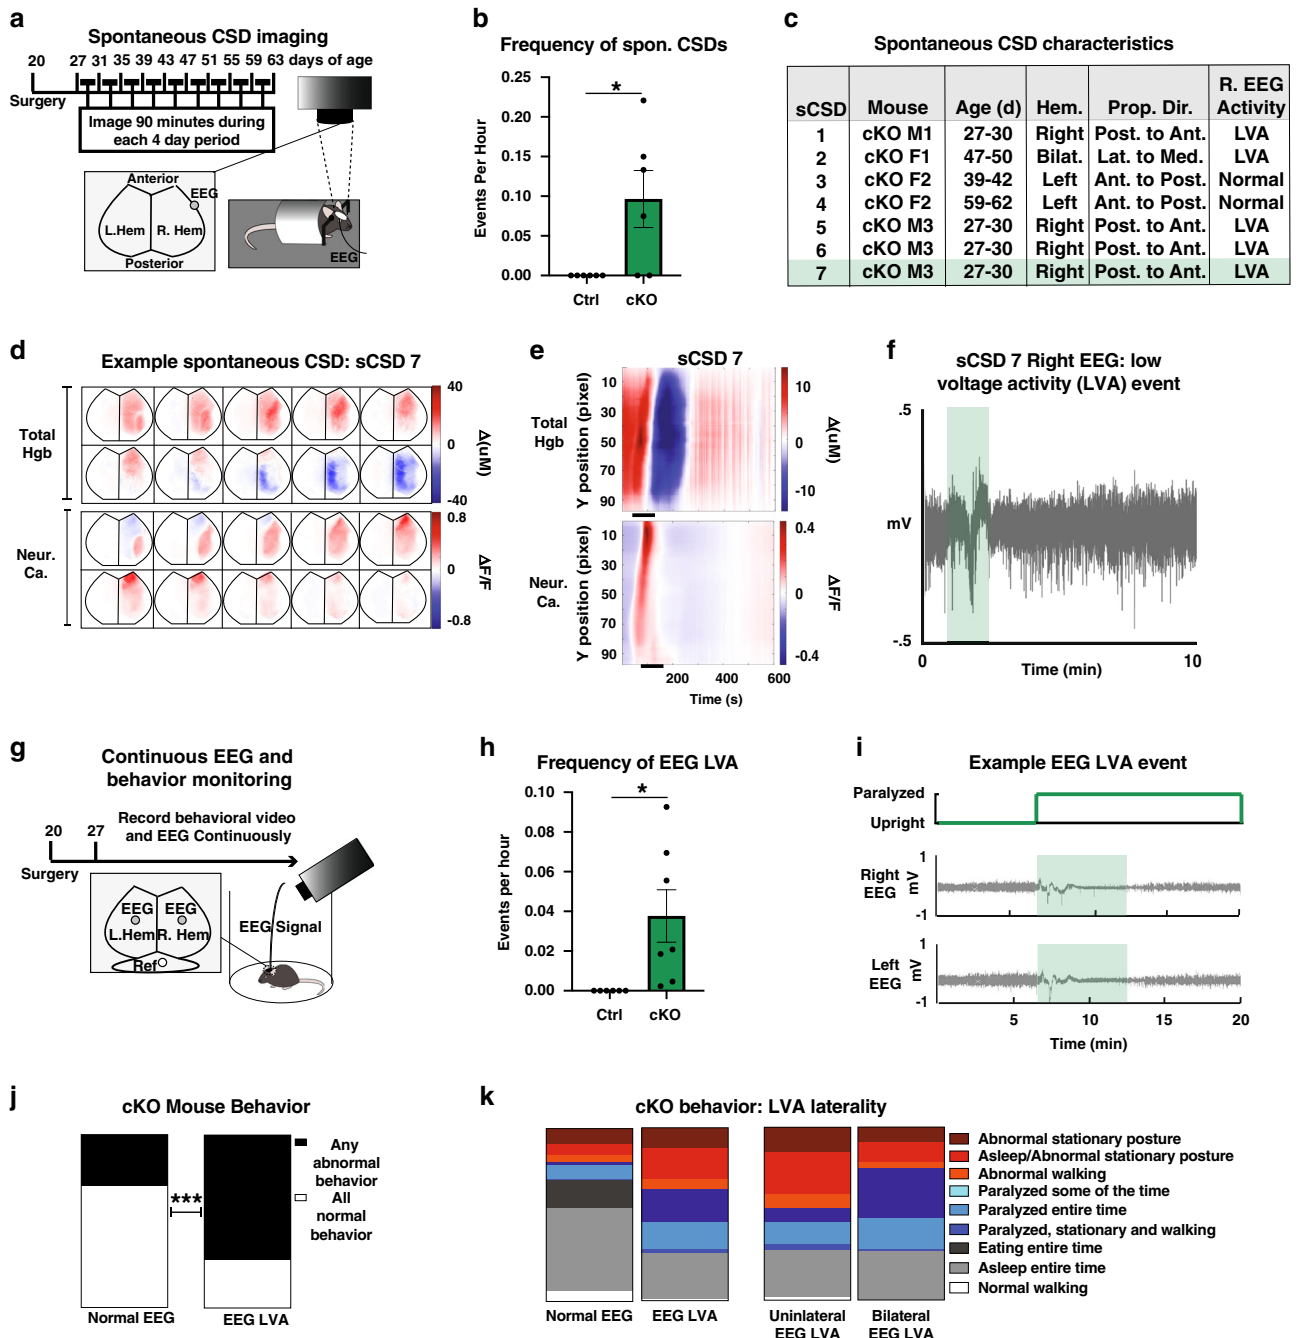 a
Spontaneous CSD imaging
20 27 31 35 39 43 47 51 55 59 63 days of age
Surgery
Image 90 minutes during
each 4 day period
Anterior
EEG
L.Hem R. Hem
Posterior
EEG
b
Frequency of spon. CSDs
*
Events Per Hour
0.25
0.20
0.15
0.10
0.05
0.00
Ctrl cKO
c
Spontaneous CSD characteristics
sCSD Mouse Age (d) Hem. Prop. Dir. R. EEG Activity
1 cKO M1 27-30 Right Post. to Ant. LVA
2 cKO F1 47-50 Bilat. Lat. to Med. LVA
3 cKO F2 39-42 Left Ant. to Post. Normal
4 cKO F2 59-62 Left Ant. to Post. Normal
5 cKO M3 27-30 Right Post. to Ant. LVA
6 cKO M3 27-30 Right Post. to Ant. LVA
7 cKO M3 27-30 Right Post. to Ant. LVA
d
Example spontaneous CSD: sCSD 7
Total
Hgb
40
0
-40
Δ(uM)
Neur.
Ca.
0.8
0
-0.8
ΔF/F
e
sCSD 7
Total
Hgb
Y position (pixel)
10
30
50
70
90
10
0
-10
Δ(uM)
Neur.
Ca.
Y position (pixel)
10
30
50
70
90
0.4
0
-0.4
ΔF/F
200 400 600
Time (s)
f
sCSD 7 Right EEG: low
voltage activity (LVA) event
.5
mV
-.5
0 10
Time (min)
g
Continuous EEG and
behavior monitoring
20 27
Record behavioral video
and EEG Continuously
Surgery
EEG EEG
L.Hem R. Hem
Ref
EEG Signal
h
Frequency of EEG LVA
*
Events per hour
0.10
0.08
0.06
0.04
0.02
0.00
Ctrl cKO
i
Example EEG LVA event
Paralyzed
Upright
Right
EEG
mV
1
-1
Left
EEG
mV
1
-1
5 10 15 20
Time (min)
j
cKO Mouse Behavior
***
Any
abnormal
behavior
All
normal
behavior
Normal EEG EEG LVA
k
cKO behavior: LVA laterality
Abnormal stationary posture
Asleep/Abnormal stationary posture
Abnormal walking
Paralyzed some of the time
Paralyzed entire time
Paralyzed, stationary and walking
Eating entire time
Asleep entire time
Normal walking
Normal EEG EEG LVA Uninlateral Bilateral
EEG LVA EEG LVA